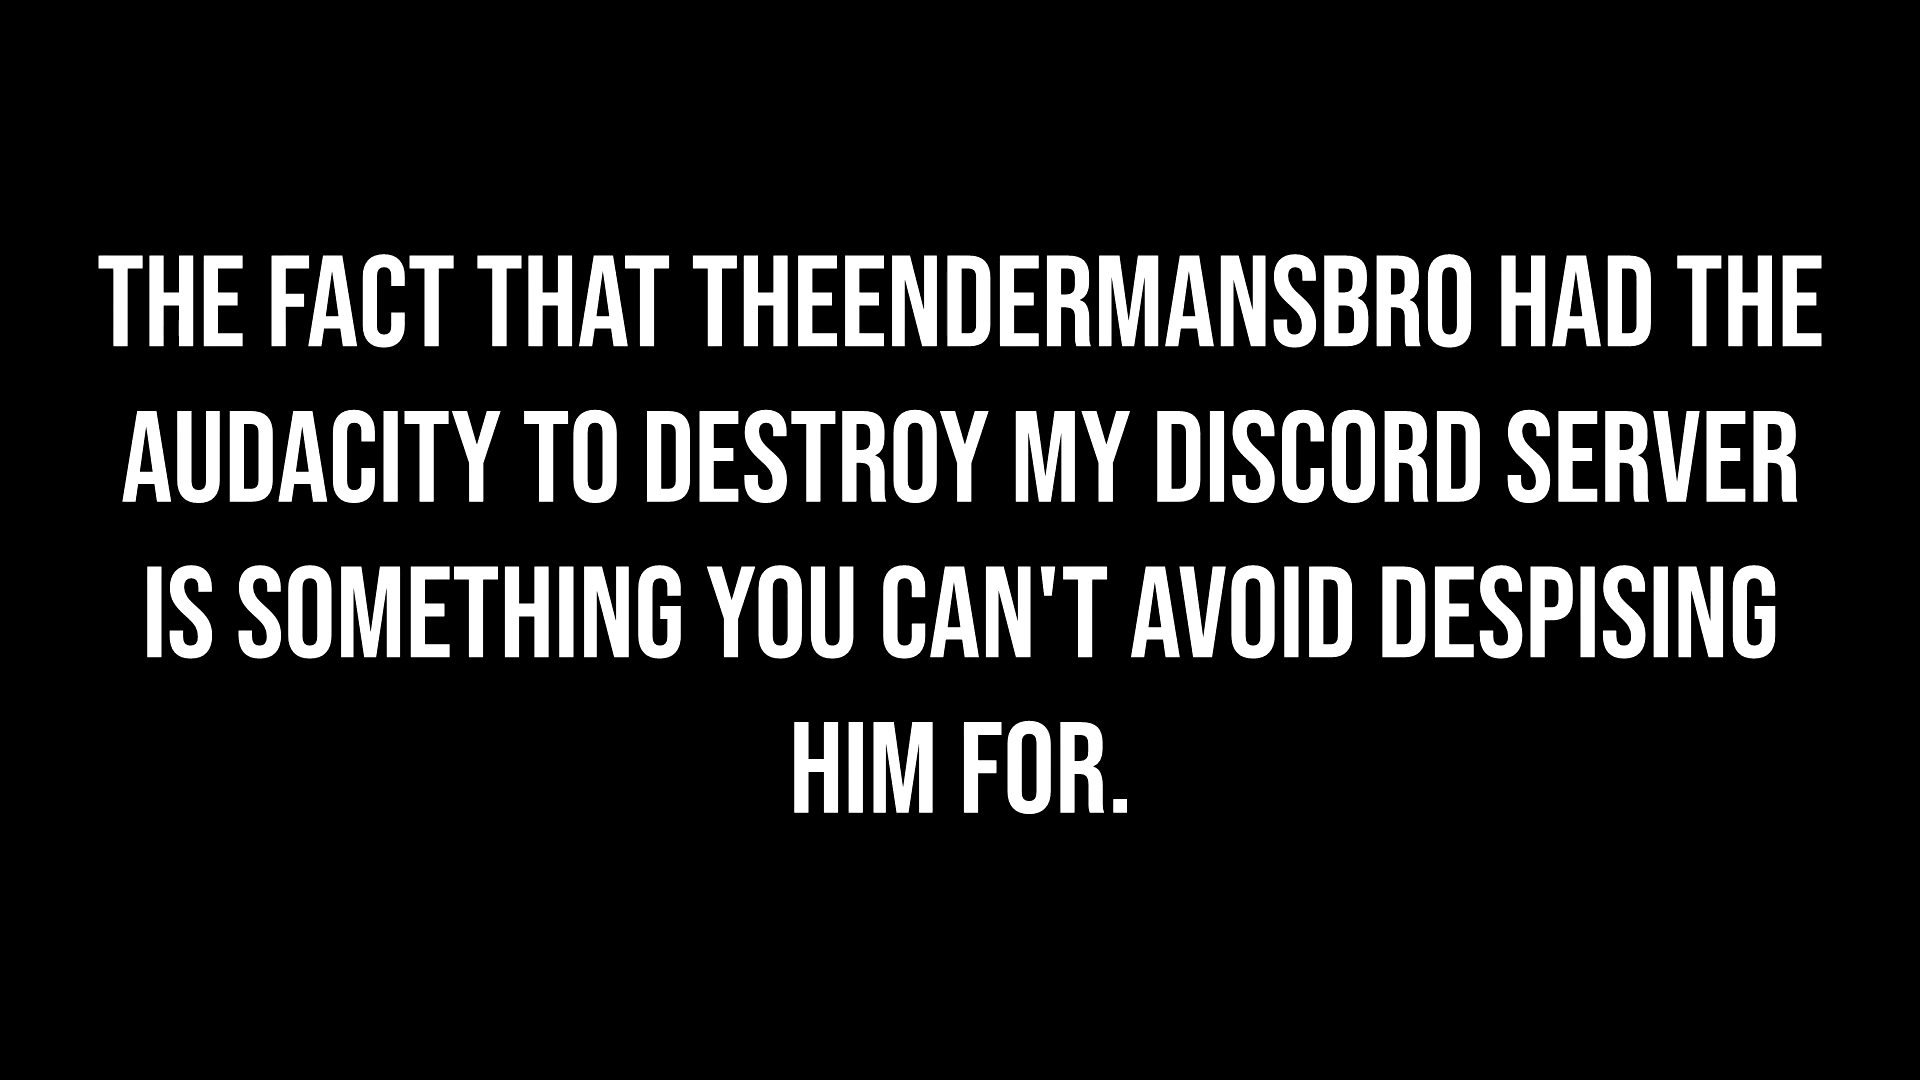 THE FACT THAT THEENDERMANSBRO HAD THE
AUDACITY TO DESTROY MY DISCORD SERVER
IS SOMETHING YOU CAN'T AVOID DESPISING
HIM FOR.